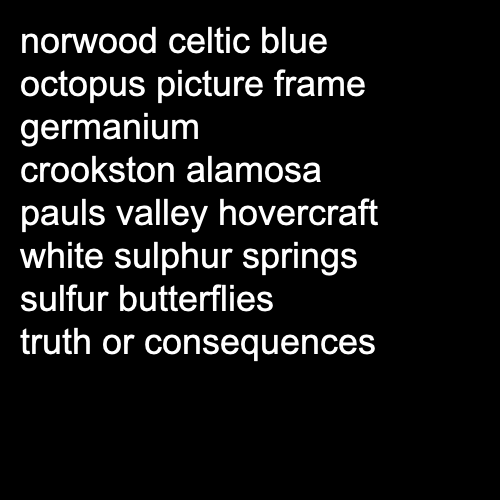 norwood celtic blue
octopus picture frame
germanium
crookston alamosa
pauls valley hovercraft
white sulphur springs
sulfur butterflies
truth or consequences